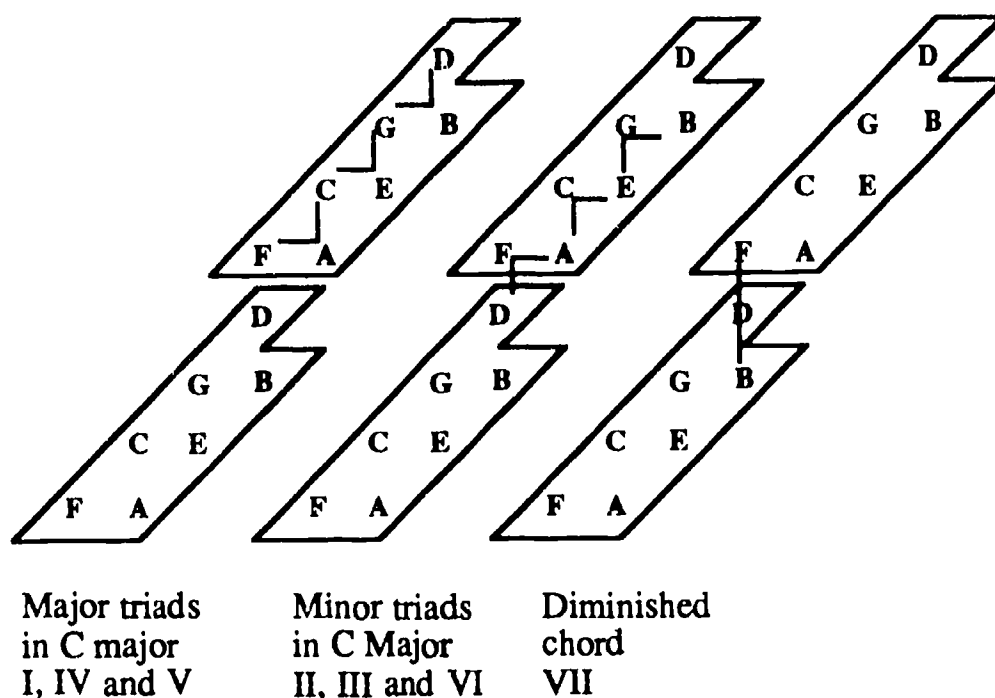 D D D
G B G B G B
C E C E C E
F A F A F A
D D D
G B G B G B
C E C E C E
F A F A F A
Major triads
in C major
I, IV and V
Minor triads
in C Major
II, III and VI
Diminished
chord
VII